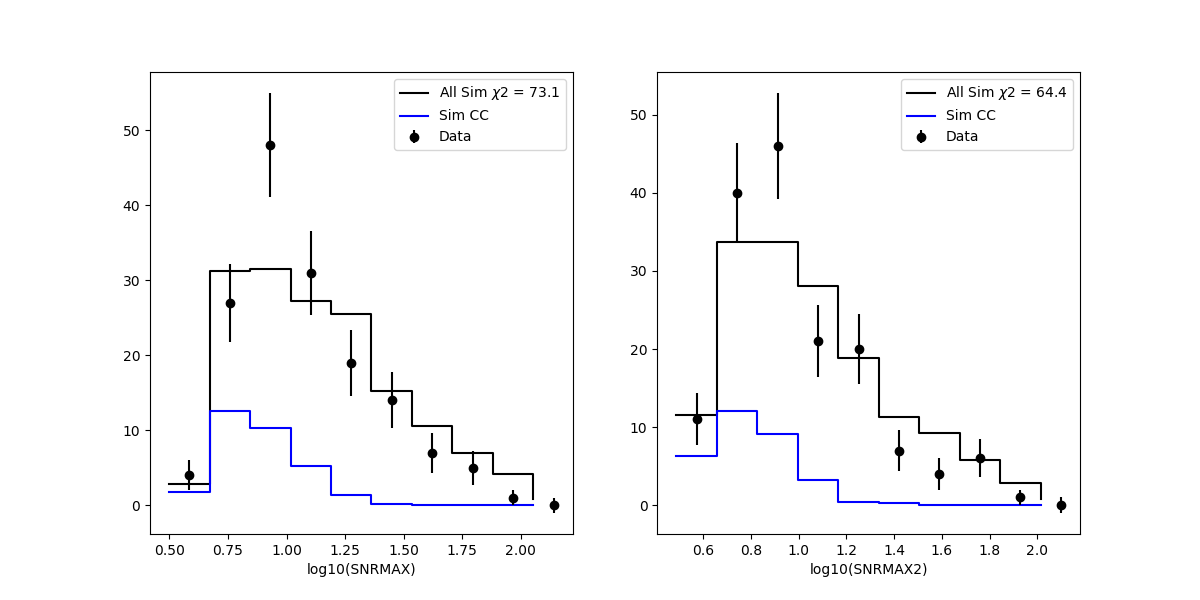 All Sim χ2 = 73.1
Sim CC
Data
50
40
30
20
10
0
0.50 0.75 1.00 1.25 1.50 1.75 2.00
log10(SNRMAX)
All Sim χ2 = 64.4
Sim CC
Data
50
40
30
20
10
0
0.6 0.8 1.0 1.2 1.4 1.6 1.8 2.0
log10(SNRMAX2)